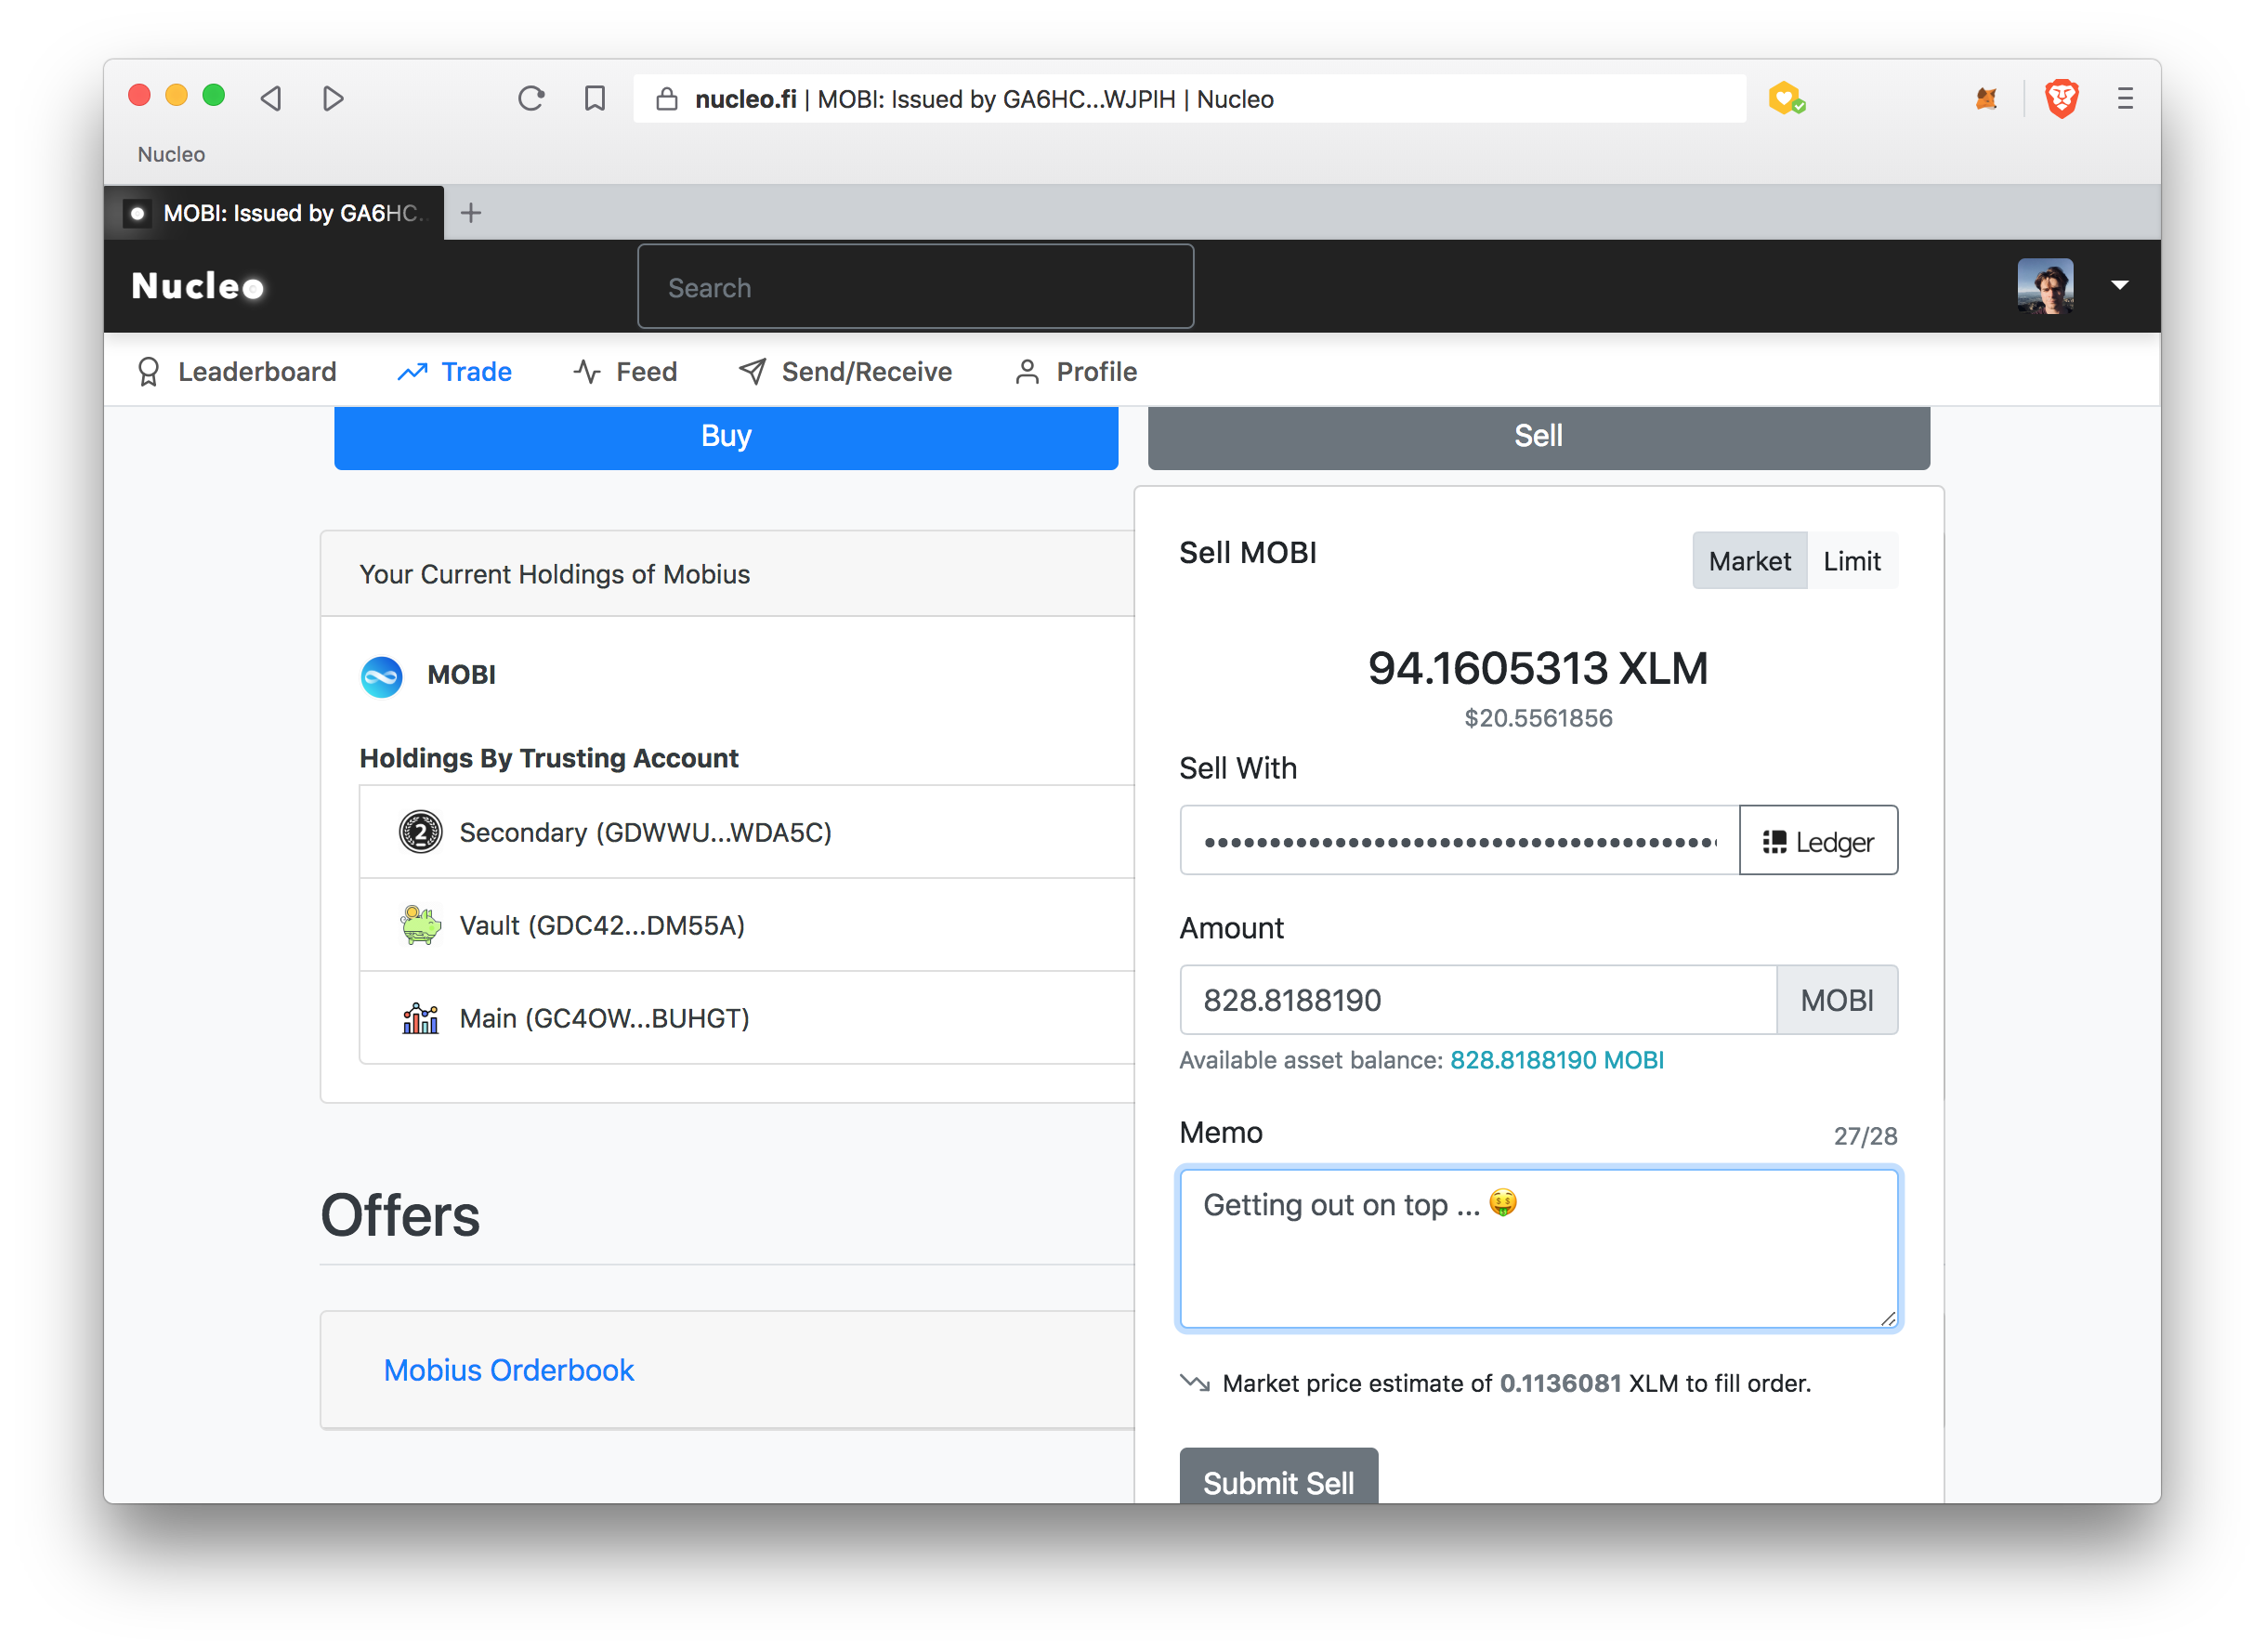 nucleo.fi | MOBI: Issued by GA6HC...WJPIH | Nucleo
Nucleo
MOBI: Issued by GA6HC...
Nucleo
Search
Leaderboard
Trade
Feed
Send/Receive
Profile
Buy
Sell
Your Current Holdings of Mobius
MOBI
Holdings By Trusting Account
Secondary (GDWWU...WDA5C)
Vault (GDC42...DM55A)
Main (GC4OW...BUHGT)
Offers
Mobius Orderbook
Sell MOBI
Market
Limit
94.1605313 XLM
$20.5561856
Sell With
••••••••••••••••••••••••••••••••••••••••
Ledger
Amount
828.8188190
MOBI
Available asset balance: 828.8188190 MOBI
Memo
27/28
Getting out on top ... 🤑
Market price estimate of 0.1136081 XLM to fill order.
Submit Sell